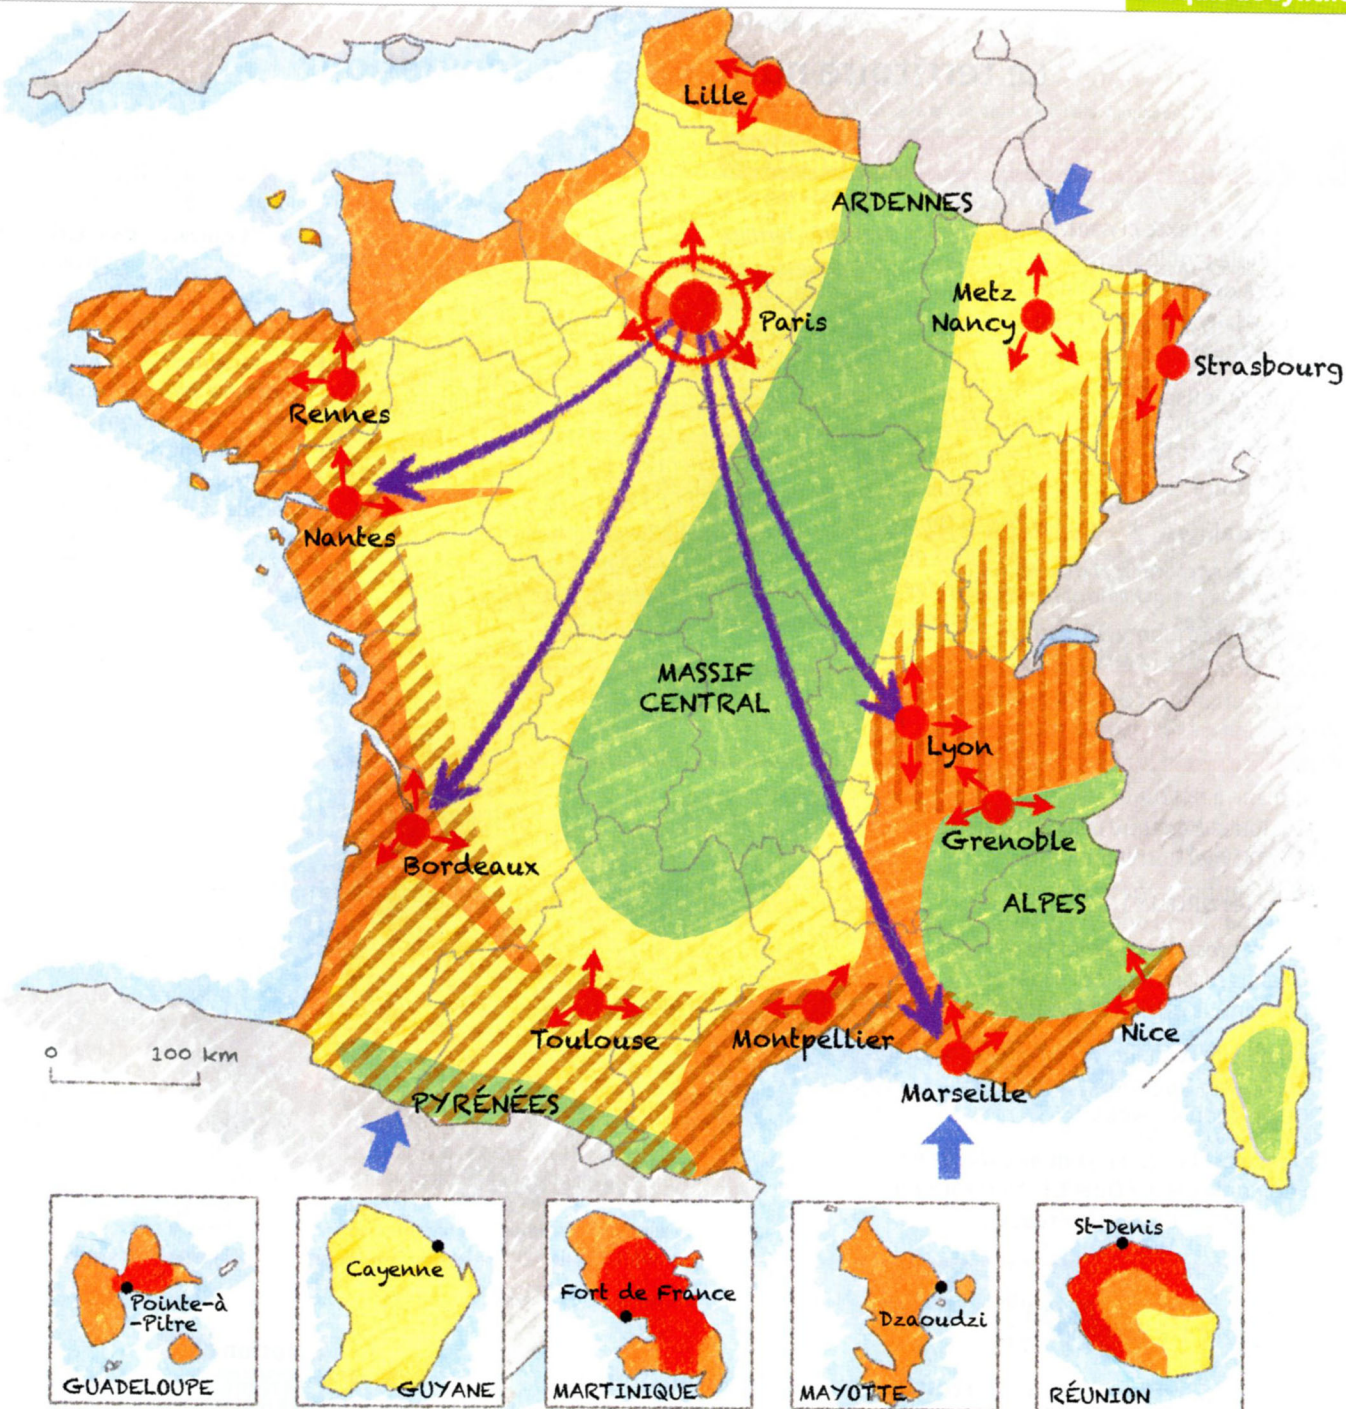 Lille
ARDENNES
Metz
Nancy
Paris
Strasbourg
Rennes
Nantes
MASSIF
CENTRAL
Lyon
Grenoble
Bordeaux
ALPES
Toulouse
Montpellier
Nice
0 100 km
Marseille
PYRÉNÉES
Pointe-à
-Pitre
GUADELOUPE
Cayenne
GUYANE
Fort de France
MARTINIQUE
Dzaoudzi
MAYOTTE
St-Denis
RÉUNION